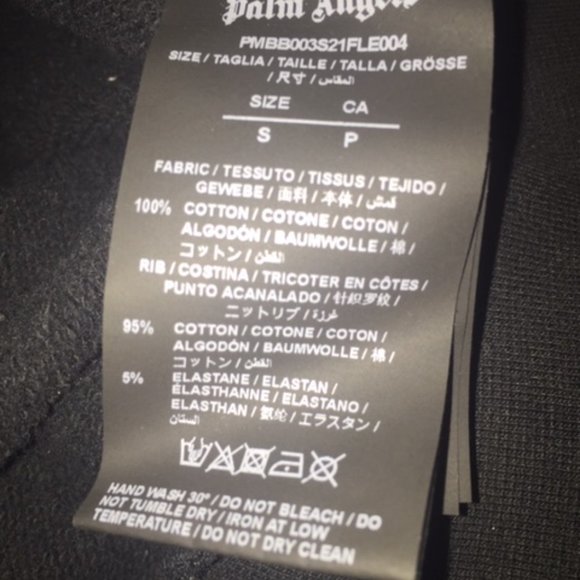 Palm Angels
PMBB003S21FLE004
SIZE / TAGLIA / TAILLE / TALLA / GRÖSSE
/ 尺寸 / المقاس
SIZE CA
S P
FABRIC / TESSUTO / TISSUS / TEJIDO /
GEWEBE / 面料 / 本体 / قمش
100% COTTON / COTONE / COTON /
ALGODÓN / BAUMWOLLE / 棉 /
コットン / القطن
RIB / COSTINA / TRICOTER EN CÔTES /
PUNTO ACANALADO / 针织罗纹 /
ニットリブ / غرزة
95% COTTON / COTONE / COTON /
ALGODÓN / BAUMWOLLE / 棉 /
コットン / القطن
5% ELASTANE / ELASTAN /
ÉLASTHANNE / ELASTANO /
ELASTHAN / 氨纶 / エラスタン /
الستان
HAND WASH 30° / DO NOT BLEACH / DO
NOT TUMBLE DRY / IRON AT LOW
TEMPERATURE / DO NOT DRY CLEAN